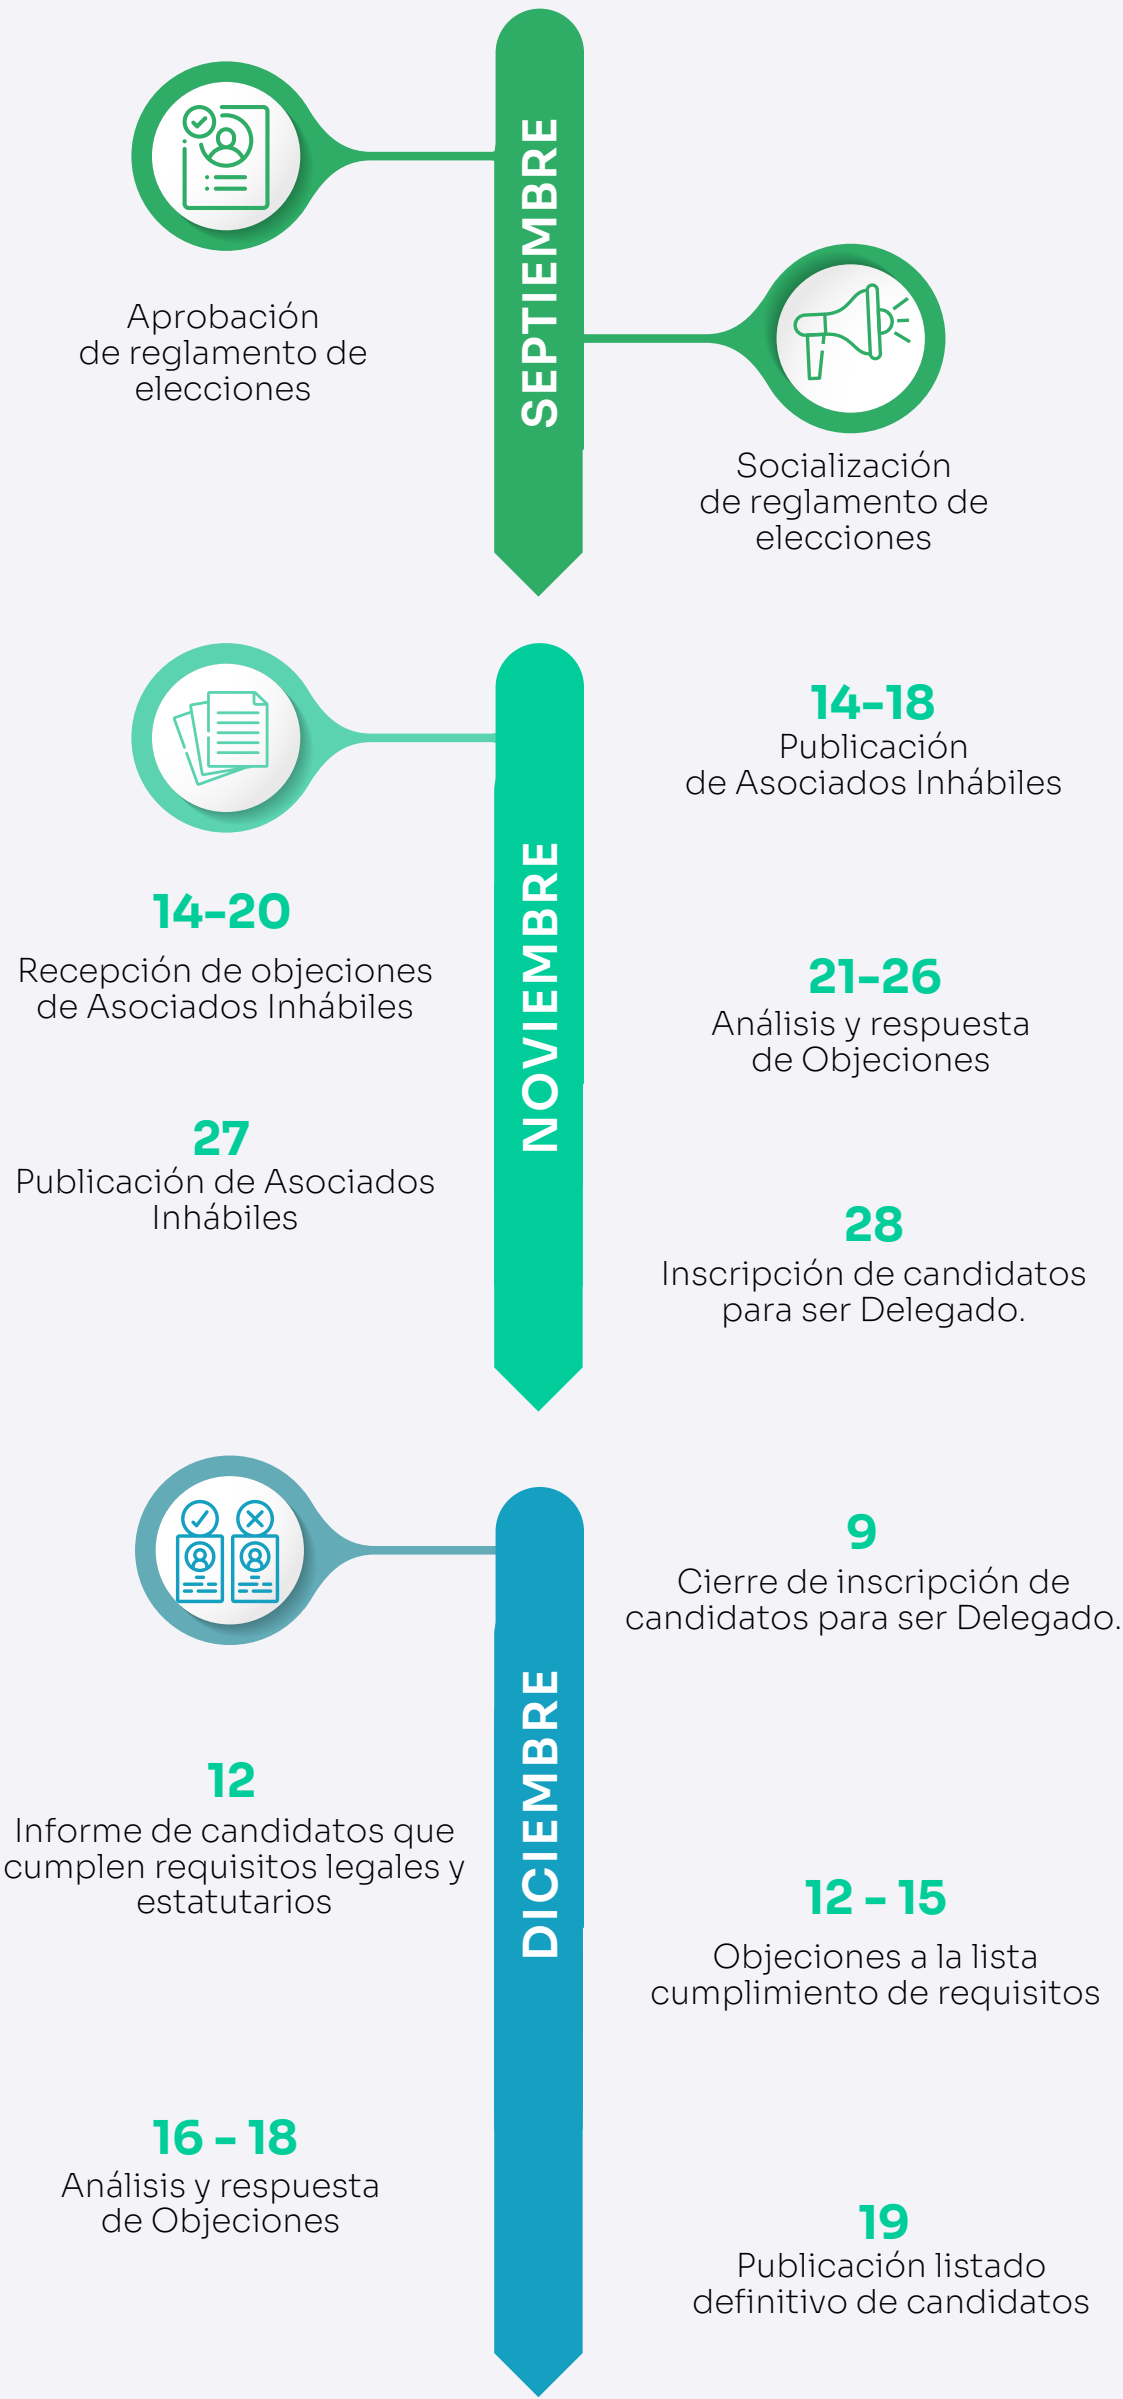 SEPTIEMBRE
Aprobación
de reglamento de
elecciones
Socialización
de reglamento de
elecciones
NOVIEMBRE
14-18
Publicación
de Asociados Inhábiles
14-20
Recepción de objeciones
de Asociados Inhábiles
21-26
Análisis y respuesta
de Objeciones
27
Publicación de Asociados
Inhábiles
28
Inscripción de candidatos
para ser Delegado.
DICIEMBRE
9
Cierre de inscripción de
candidatos para ser Delegado.
12
Informe de candidatos que
cumplen requisitos legales y
estatutarios
12 - 15
Objeciones a la lista
cumplimiento de requisitos
16 - 18
Análisis y respuesta
de Objeciones
19
Publicación listado
definitivo de candidatos